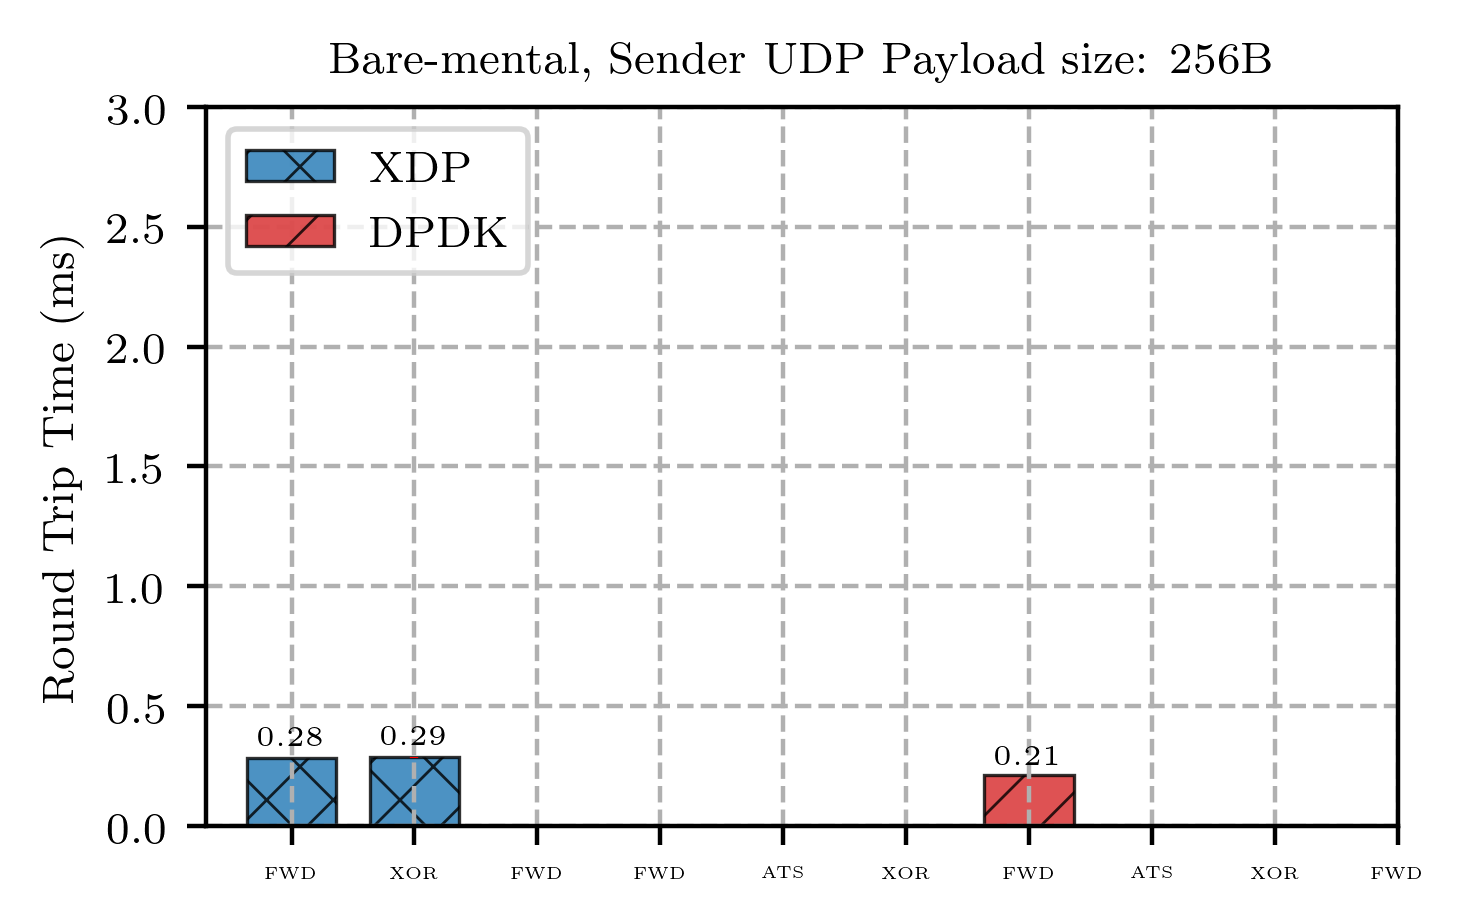 Bare-mental, Sender UDP Payload size: 256B
3.0
2.5
2.0
1.5
1.0
0.5
0.0
Round Trip Time (ms)
XDP
DPDK
0.28
0.29
0.21
FWD XOR FWD FWD ATS XOR FWD ATS XOR FWD